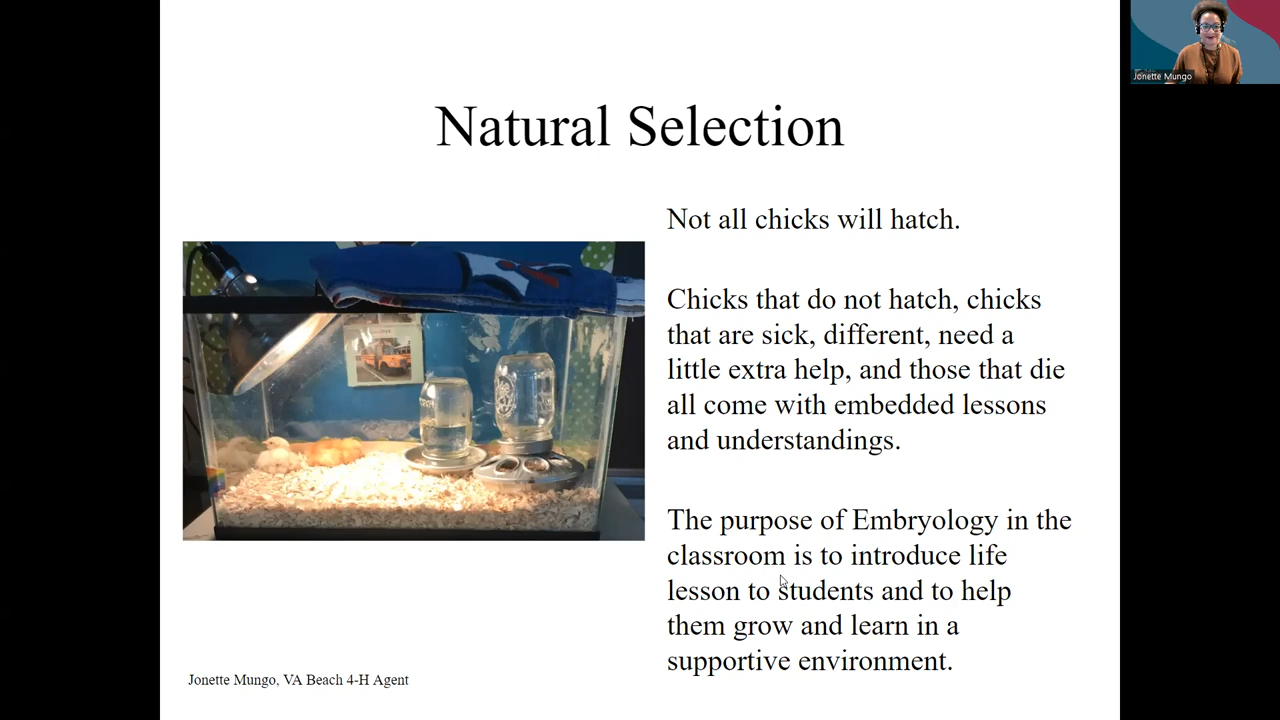 Jonette Mungo
Natural Selection
Not all chicks will hatch.
Chicks that do not hatch, chicks
that are sick, different, need a
little extra help, and those that die
all come with embedded lessons
and understandings.
The purpose of Embryology in the
classroom is to introduce life
lesson to students and to help
them grow and learn in a
supportive environment.
Jonette Mungo, VA Beach 4-H Agent